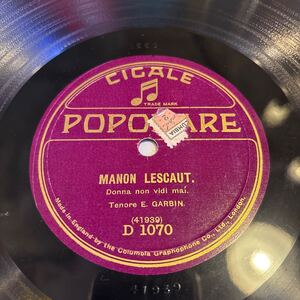 CIGALE
TRADE MARK
POPOLARE
MANON LESCAUT.
Donna non vidi mai.
Tenore E. GARBIN.
(41939)
D 1070
Made in England by the Columbia Graphophone Co., Ltd., London.
41939